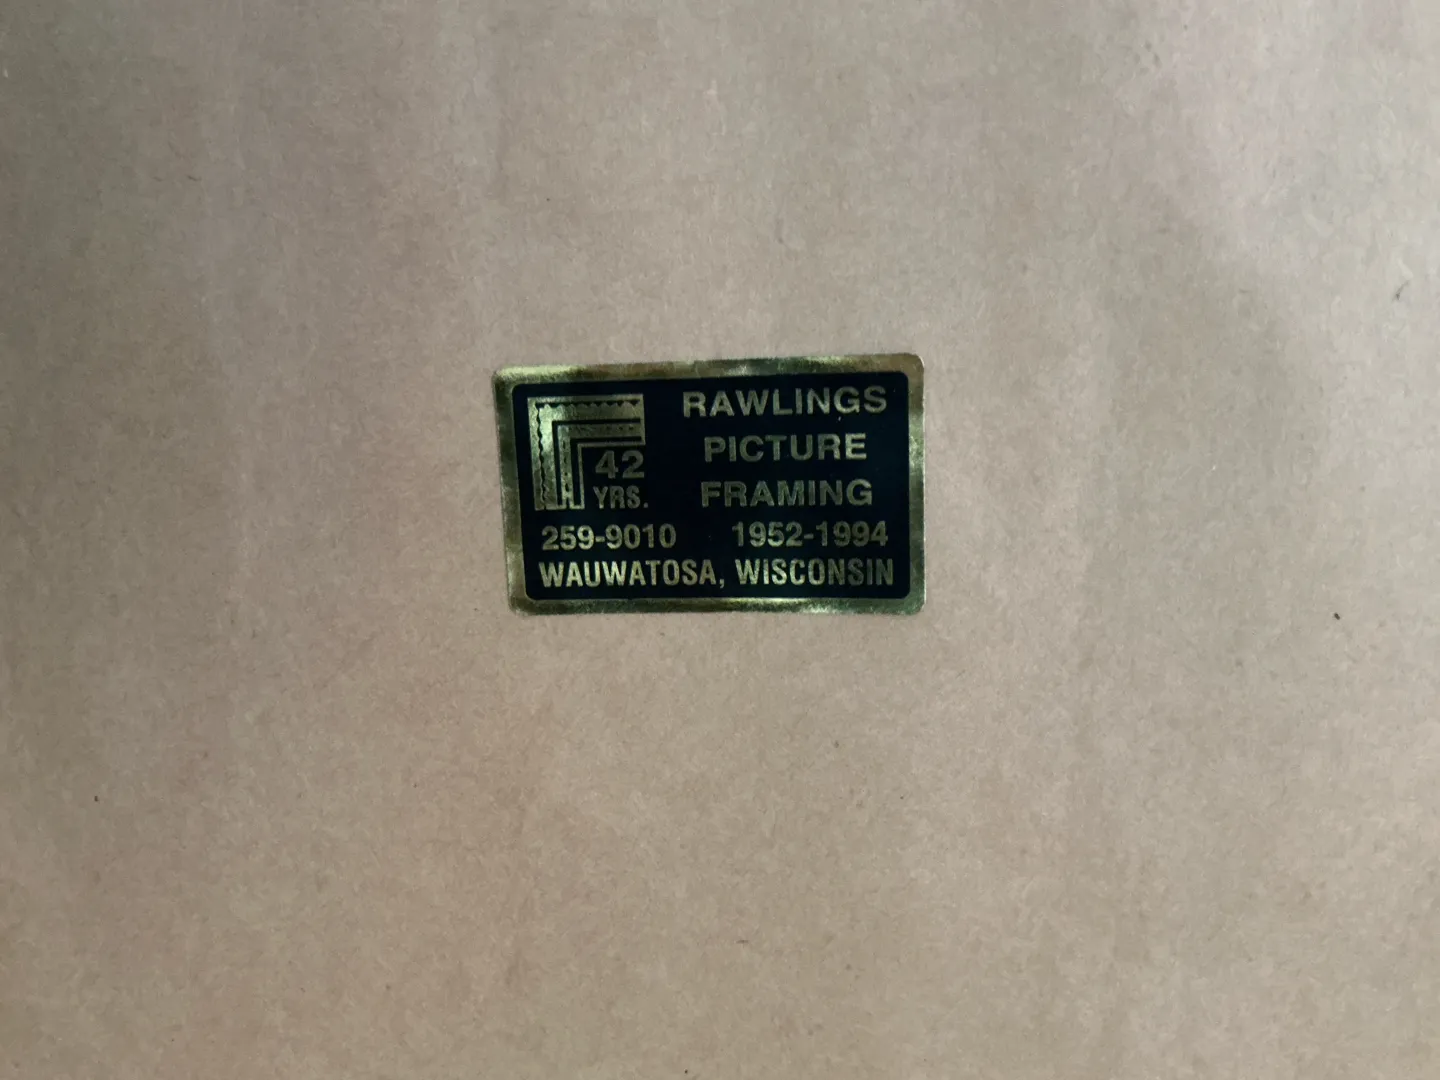 RAWLINGS
PICTURE
FRAMING
42
YRS.
259-9010 1952-1994
WAUWATOSA, WISCONSIN